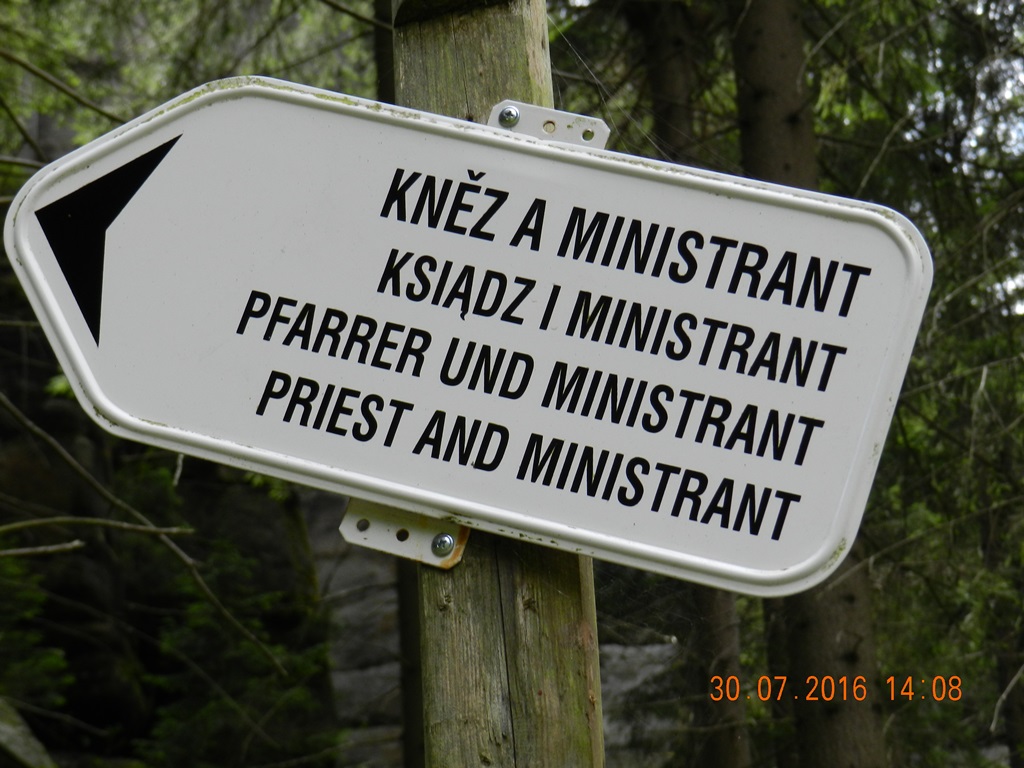 KNĚZ A MINISTRANT
KSIĄDZ I MINISTRANT
PFARRER UND MINISTRANT
PRIEST AND MINISTRANT
30.07.2016 14:08